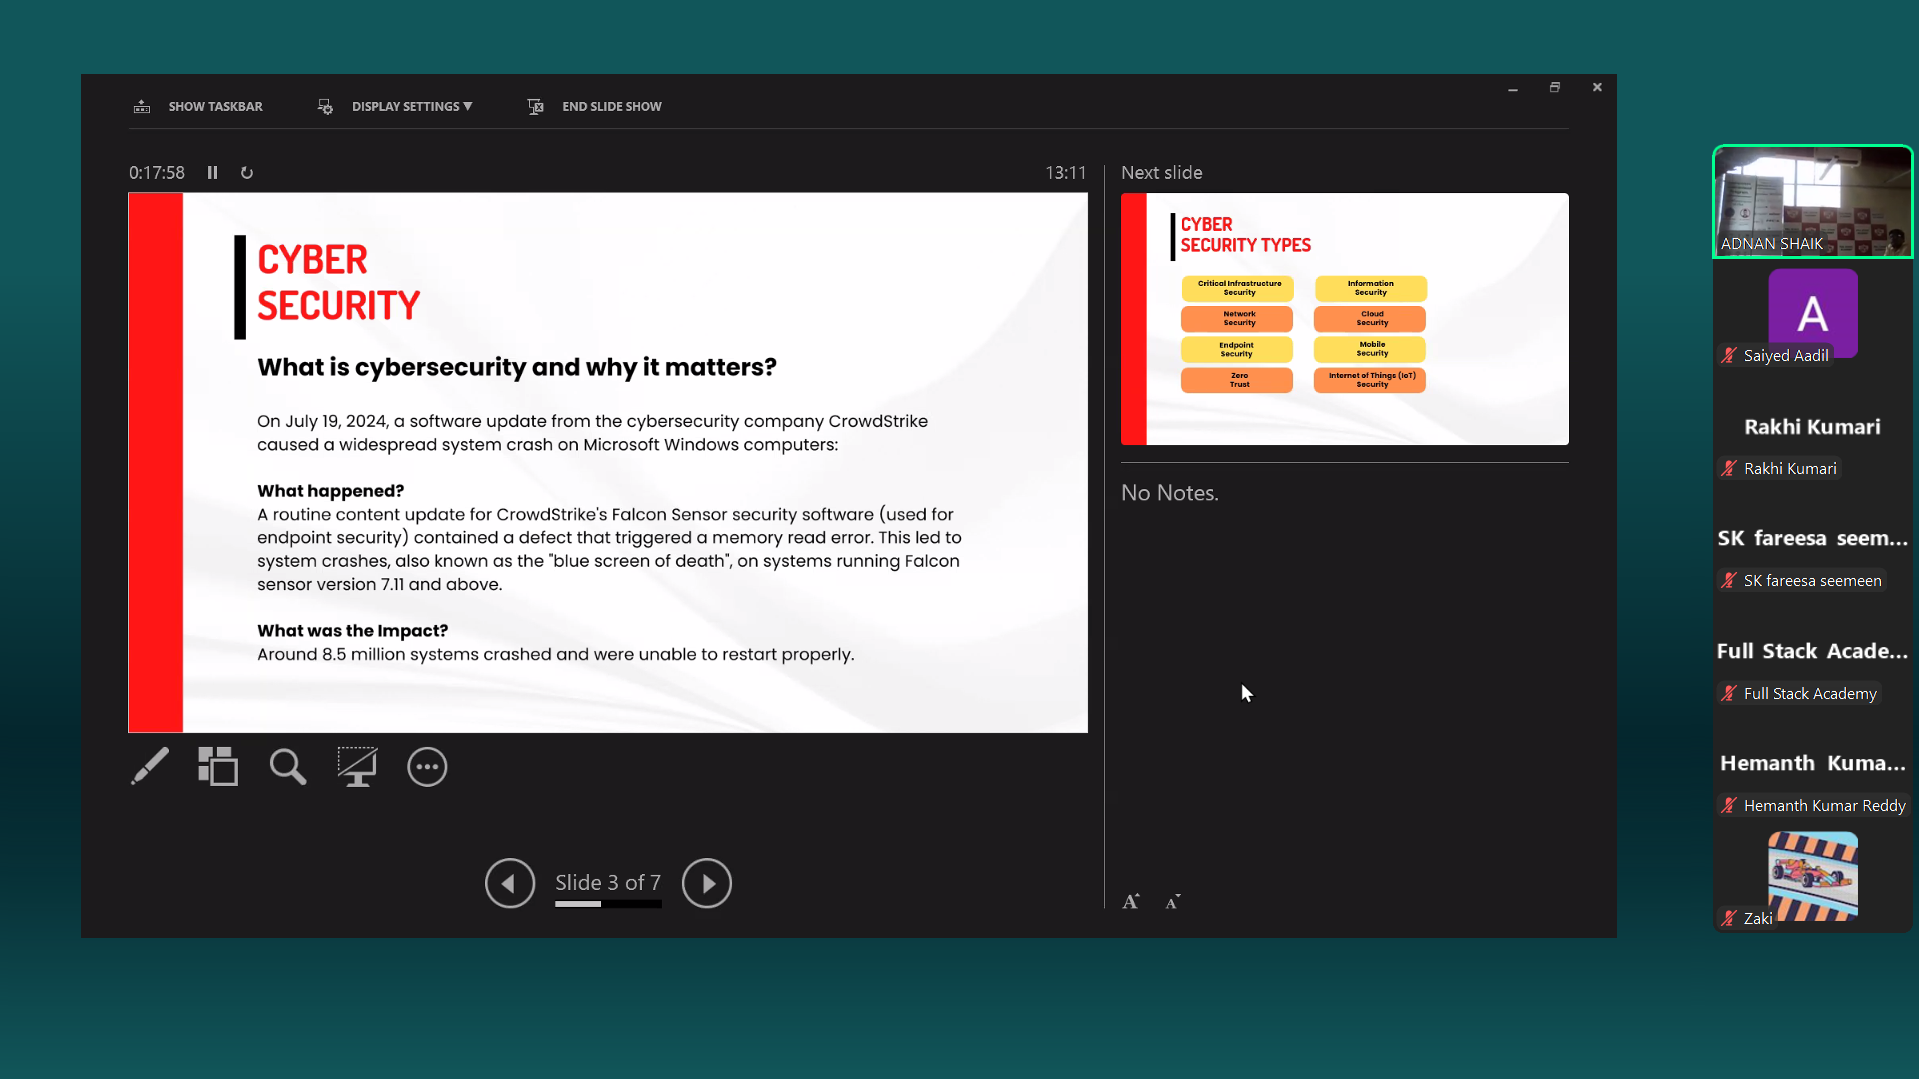 SHOW TASKBAR
DISPLAY SETTINGS ▼
END SLIDE SHOW
0:17:58
13:11
CYBER
SECURITY
What is cybersecurity and why it matters?
On July 19, 2024, a software update from the cybersecurity company CrowdStrike
caused a widespread system crash on Microsoft Windows computers:
What happened?
A routine content update for CrowdStrike's Falcon Sensor security software (used for
endpoint security) contained a defect that triggered a memory read error. This led to
system crashes, also known as the "blue screen of death", on systems running Falcon
sensor version 7.11 and above.
What was the Impact?
Around 8.5 million systems crashed and were unable to restart properly.
Slide 3 of 7
Next slide
CYBER
SECURITY TYPES
Critical Infrastructure
Security
Information
Security
Network
Security
Cloud
Security
Endpoint
Security
Mobile
Security
Zero
Trust
Internet of Things (IoT)
Security
No Notes.
A
A
ADNAN SHAIK
A
Saiyed Aadil
Rakhi Kumari
Rakhi Kumari
SK fareesa seem...
SK fareesa seemeen
Full Stack Acade...
Full Stack Academy
Hemanth Kuma...
Hemanth Kumar Reddy
Zaki